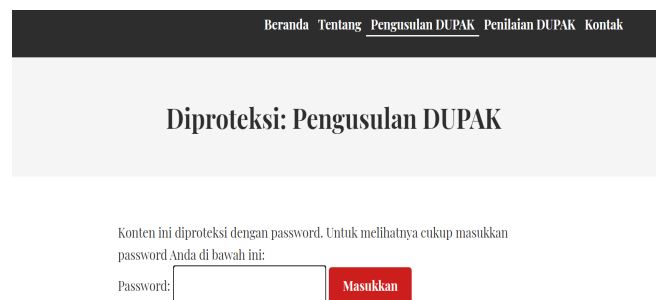 Beranda Tentang Pengusulan DUPAK Penilaian DUPAK Kontak
Diproteksi: Pengusulan DUPAK
Konten ini diproteksi dengan password. Untuk melihatnya cukup masukkan
password Anda di bawah ini:
Password: Masukkan